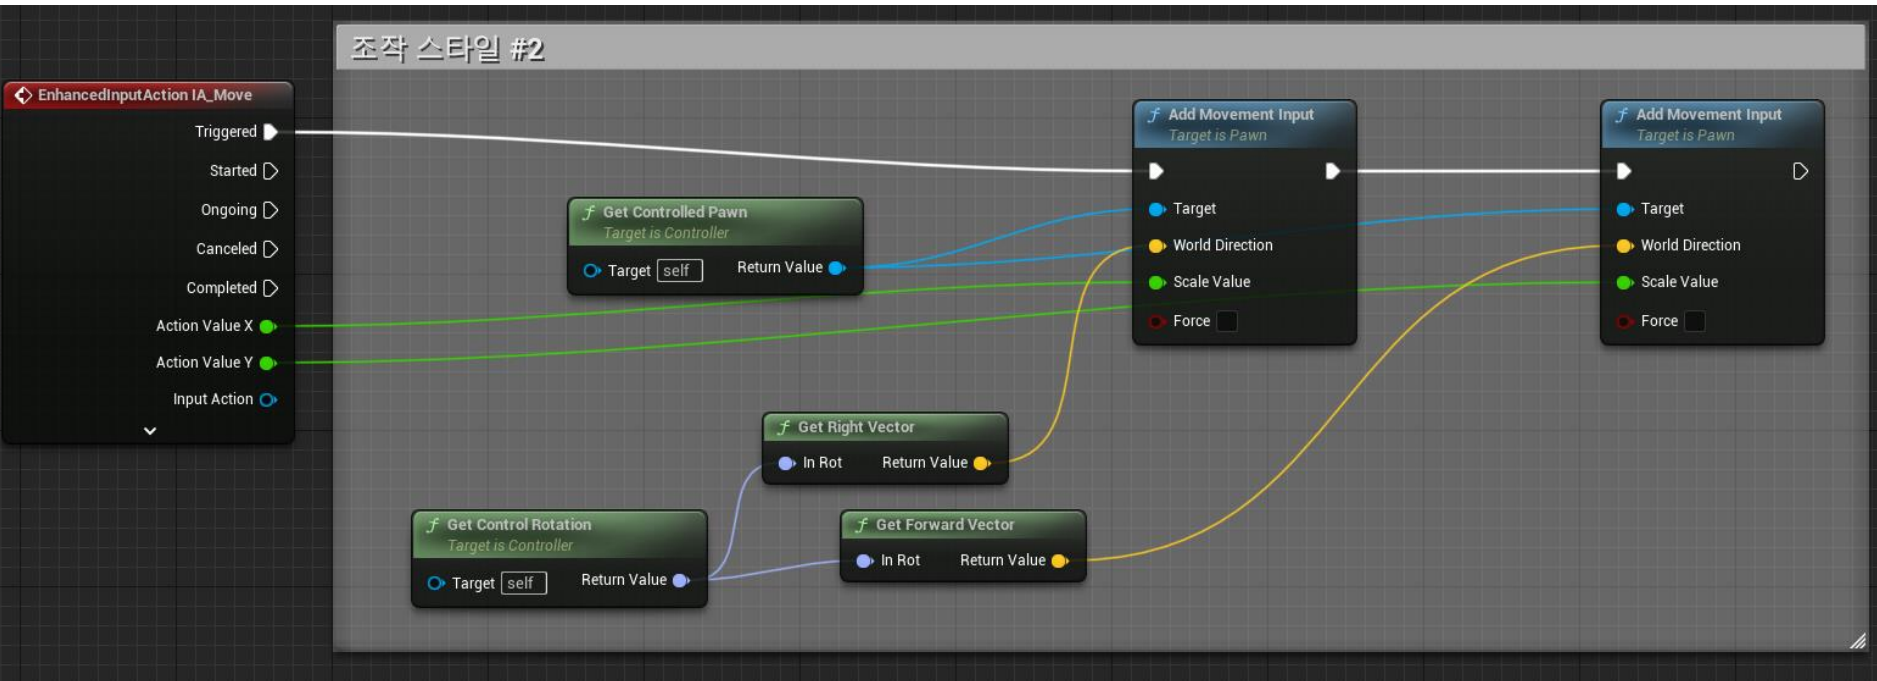 조작 스타일 #2
EnhancedInputAction IA_Move
Triggered
Started
Ongoing
Canceled
Completed
Action Value X
Action Value Y
Input Action
Get Controlled Pawn
Target is Controller
Target self Return Value
Get Control Rotation
Target is Controller
Target self Return Value
Get Right Vector
In Rot Return Value
Get Forward Vector
In Rot Return Value
Add Movement Input
Target is Pawn
Target
World Direction
Scale Value
Force
Add Movement Input
Target is Pawn
Target
World Direction
Scale Value
Force